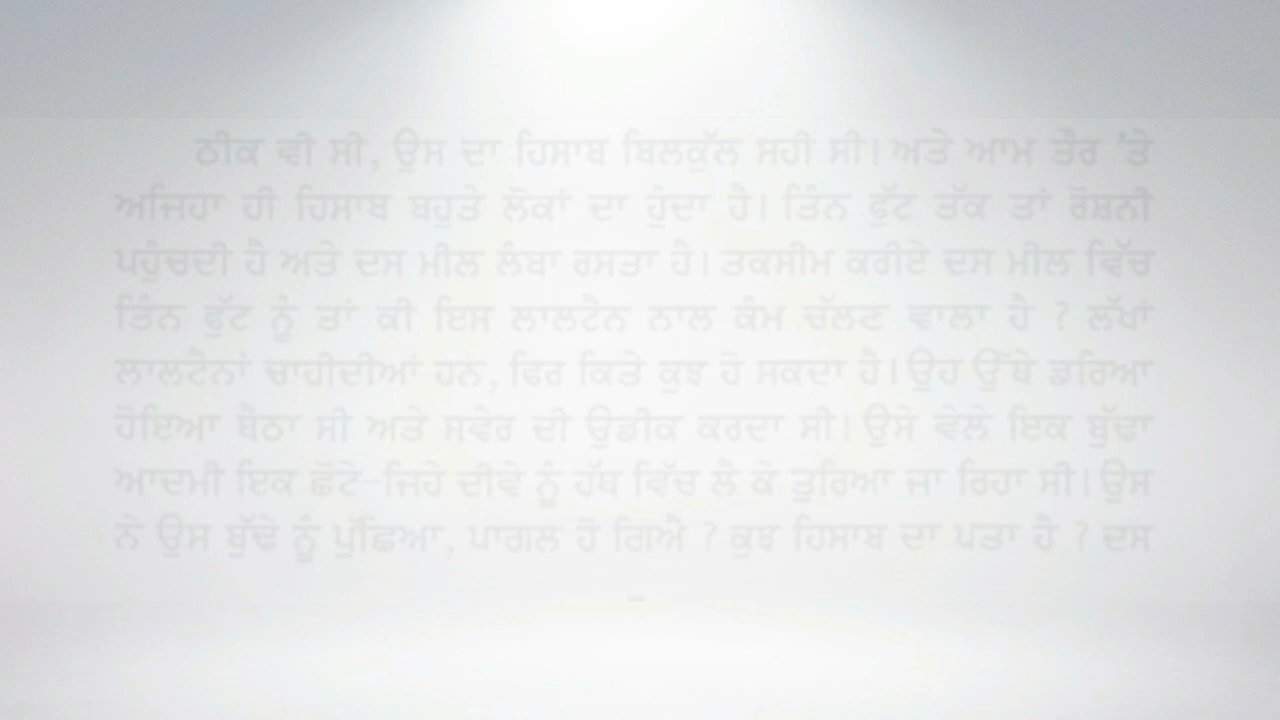 ਠੀਕ ਵੀ ਸੀ, ਉਸ ਦਾ ਹਿਸਾਬ ਬਿਲਕੁੱਲ ਸਹੀ ਸੀ। ਅਤੇ ਆਮ ਤੌਰ 'ਤੇ
ਅਜਿਹਾ ਹੀ ਹਿਸਾਬ ਬਹੁਤੇ ਲੋਕਾਂ ਦਾ ਹੁੰਦਾ ਹੈ। ਤਿੰਨ ਫੁੱਟ ਤੱਕ ਤਾਂ ਰੋਸ਼ਨੀ
ਪਹੁੰਚਦੀ ਹੈ ਅਤੇ ਦਸ ਮੀਲ ਲੰਬਾ ਰਸਤਾ ਹੈ। ਤਕਸੀਮ ਕਰੀਏ ਦਸ ਮੀਲ ਵਿੱਚ
ਤਿੰਨ ਫੁੱਟ ਨੂੰ ਤਾਂ ਕੀ ਇਸ ਲਾਲਟੈਨ ਨਾਲ ਕੰਮ ਚੱਲਣ ਵਾਲਾ ਹੈ ? ਲੱਖਾਂ
ਲਾਲਟੈਨਾਂ ਚਾਹੀਦੀਆਂ ਹਨ, ਫਿਰ ਕਿਤੇ ਕੁਝ ਹੋ ਸਕਦਾ ਹੈ। ਉਹ ਉੱਥੇ ਡਰਿਆ
ਹੋਇਆ ਬੈਠਾ ਸੀ ਅਤੇ ਸਵੇਰ ਦੀ ਉਡੀਕ ਕਰਦਾ ਸੀ। ਉਸੇ ਵੇਲੇ ਇਕ ਬੁੱਢਾ
ਆਦਮੀ ਇਕ ਛੋਟੇ-ਜਿਹੇ ਦੀਵੇ ਨੂੰ ਹੱਥ ਵਿੱਚ ਲੈ ਕੇ ਤੁਰਿਆ ਜਾ ਰਿਹਾ ਸੀ। ਉਸ
ਨੇ ਉਸ ਬੁੱਢੇ ਨੂੰ ਪੁੱਛਿਆ, ਪਾਗਲ ਹੋ ਗਿਐ ? ਕੁਝ ਹਿਸਾਬ ਦਾ ਪਤਾ ਹੈ ? ਦਸ